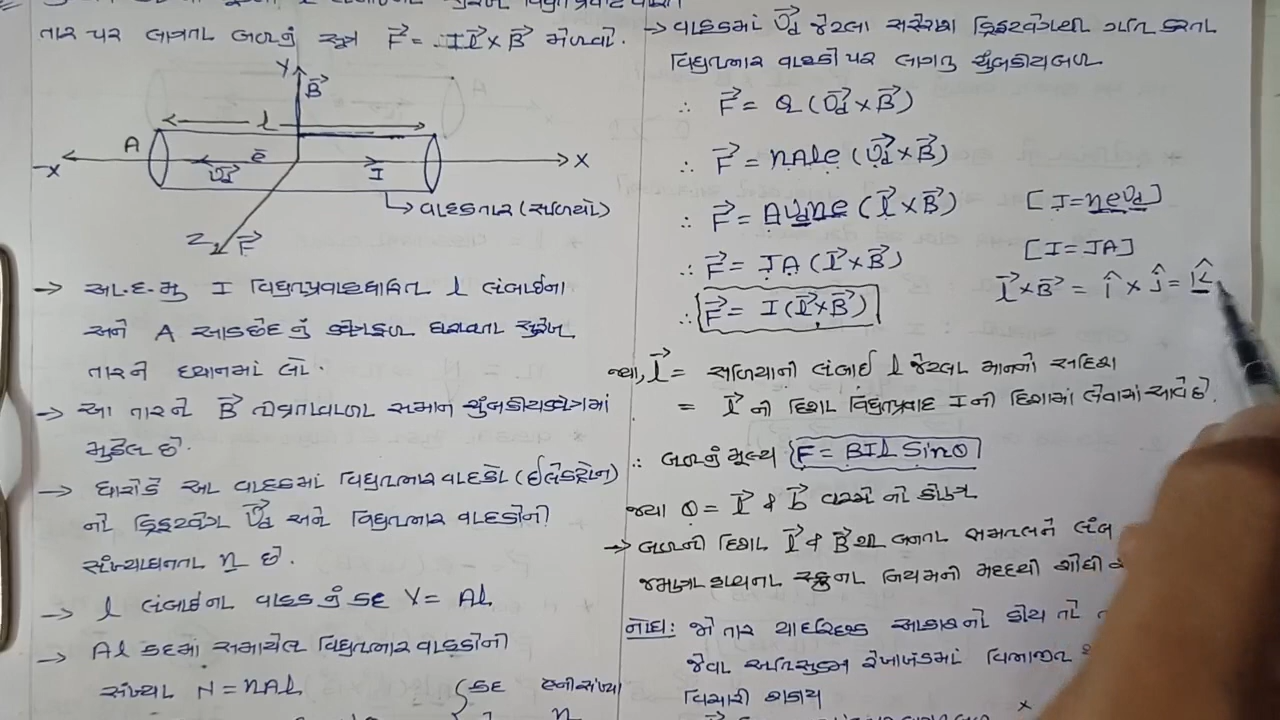 તાર પર લાગતા બળનું સૂત્ર F⃗ = Il⃗ × B⃗ મેળવો.
Y
B⃗
l
A
-X
v⃗d
ē
I
X
→ વાહકતાર (સળિયો)
Z
F⃗
→ આ.દ.મુ I વિદ્યુતપ્રવાહધારિત l લંબાઈના
અને A આડછેદનું ક્ષેત્રફળ ધરાવતા સુરેખ
તારને ધ્યાનમાં લો.
→ આ તારને B⃗ તીવ્રતાવાળા સમાન ચુંબકીયક્ષેત્રમાં
મુકેલ છે.
→ ધારોકે આ વાહકમાં વિદ્યુતભાર વાહકો (ઈલેક્ટ્રોન)
નો ડ્રિફ્ટવેગ v⃗d અને વિદ્યુતભાર વાહકોની
સંખ્યાઘનતા n છે.
→ l લંબાઈના વાહકનું કદ V = Al
→ Al કદમાં સમાયેલ વિદ્યુતભાર વાહકોની
સંખ્યા N = nAl
કદ
સંખ્યા
n
→ વાહકમાં v⃗d જેટલા સરેરાશ ડ્રિફ્ટવેગથી ગતિ કરતા
વિદ્યુતભાર વાહકો પર લાગતુ ચુંબકીયબળ
∴ F⃗ = Q (v⃗d × B⃗)
∴ F⃗ = nAle (v⃗d × B⃗)
∴ F⃗ = Avdne (l⃗ × B⃗) [J = nevd]
∴ F⃗ = JA (l⃗ × B⃗) [I = JA]
∴ F⃗ = I (l⃗ × B⃗)
l⃗ × B⃗ = î × ĵ = k̂
જ્યાં, l⃗ = સળિયાની લંબાઈ l જેટલા માનનો સદિશ
= l⃗ ની દિશા વિદ્યુતપ્રવાહ I ની દિશામાં લેવામાં આવે છે.
∴ બળનું મૂલ્ય F = BIl Sinθ
જ્યાં θ = l⃗ & B⃗ વચ્ચે નો કોણ
→ બળની દિશા l⃗ & B⃗ થી બનતા સમતલને લંબ
જમણા હાથના સ્ક્રુના નિયમની મદદથી શોધી
નોંધ: જો તાર યાદચ્છિક આકારનો હોય તો
જેવા અતિસુક્ષ્મ રેખાખંડમાં વિભાજીત
વિચારી શકાય